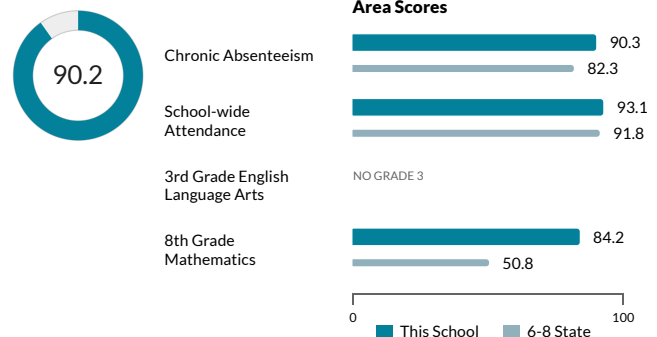 Area Scores
90.2
Chronic Absenteeism
90.3
82.3
School-wide
Attendance
93.1
91.8
3rd Grade English
Language Arts
NO GRADE 3
8th Grade
Mathematics
84.2
50.8
0
100
This School
6-8 State